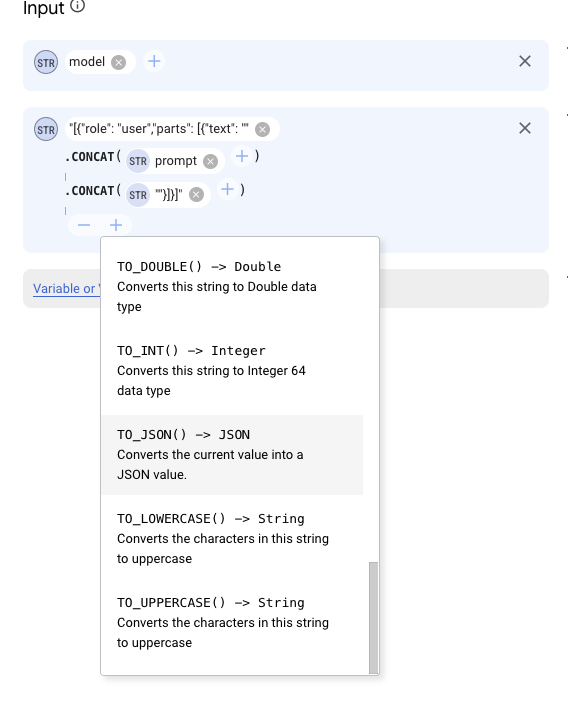 Input
STR model
STR "[{"role": "user","parts": [{"text": ""
.CONCAT( STR prompt + )
.CONCAT( STR ""}]}]" + )
− +
Variable or
TO_DOUBLE() –> Double
Converts this string to Double data
type
TO_INT() –> Integer
Converts this string to Integer 64
data type
TO_JSON() –> JSON
Converts the current value into a
JSON value.
TO_LOWERCASE() –> String
Converts the characters in this string
to uppercase
TO_UPPERCASE() –> String
Converts the characters in this string
to uppercase